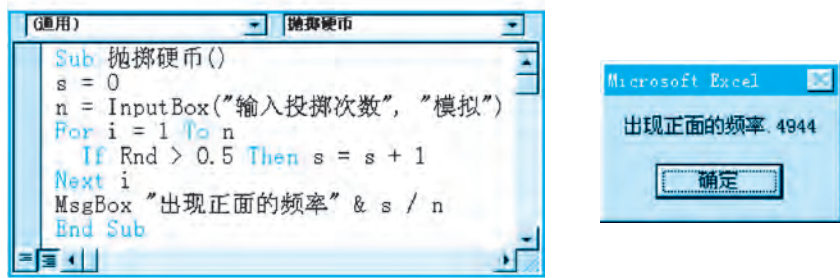 (通用)
抛掷硬币
Sub 抛掷硬币()
s = 0
n = InputBox("输入投掷次数", "模拟")
For i = 1 To n
If Rnd > 0.5 Then s = s + 1
Next i
MsgBox "出现正面的频率" & s / n
End Sub
Microsoft Excel
出现正面的频率.4944
确定